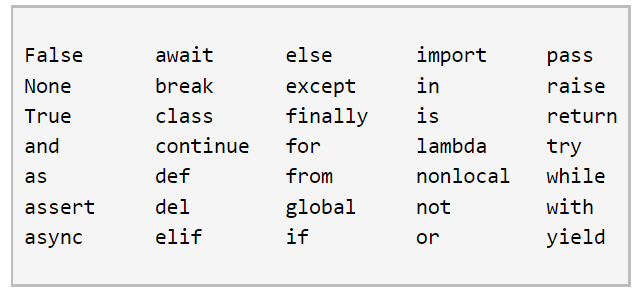 False await else import pass
None break except in raise
True class finally is return
and continue for lambda try
as def from nonlocal while
assert del global not with
async elif if or yield